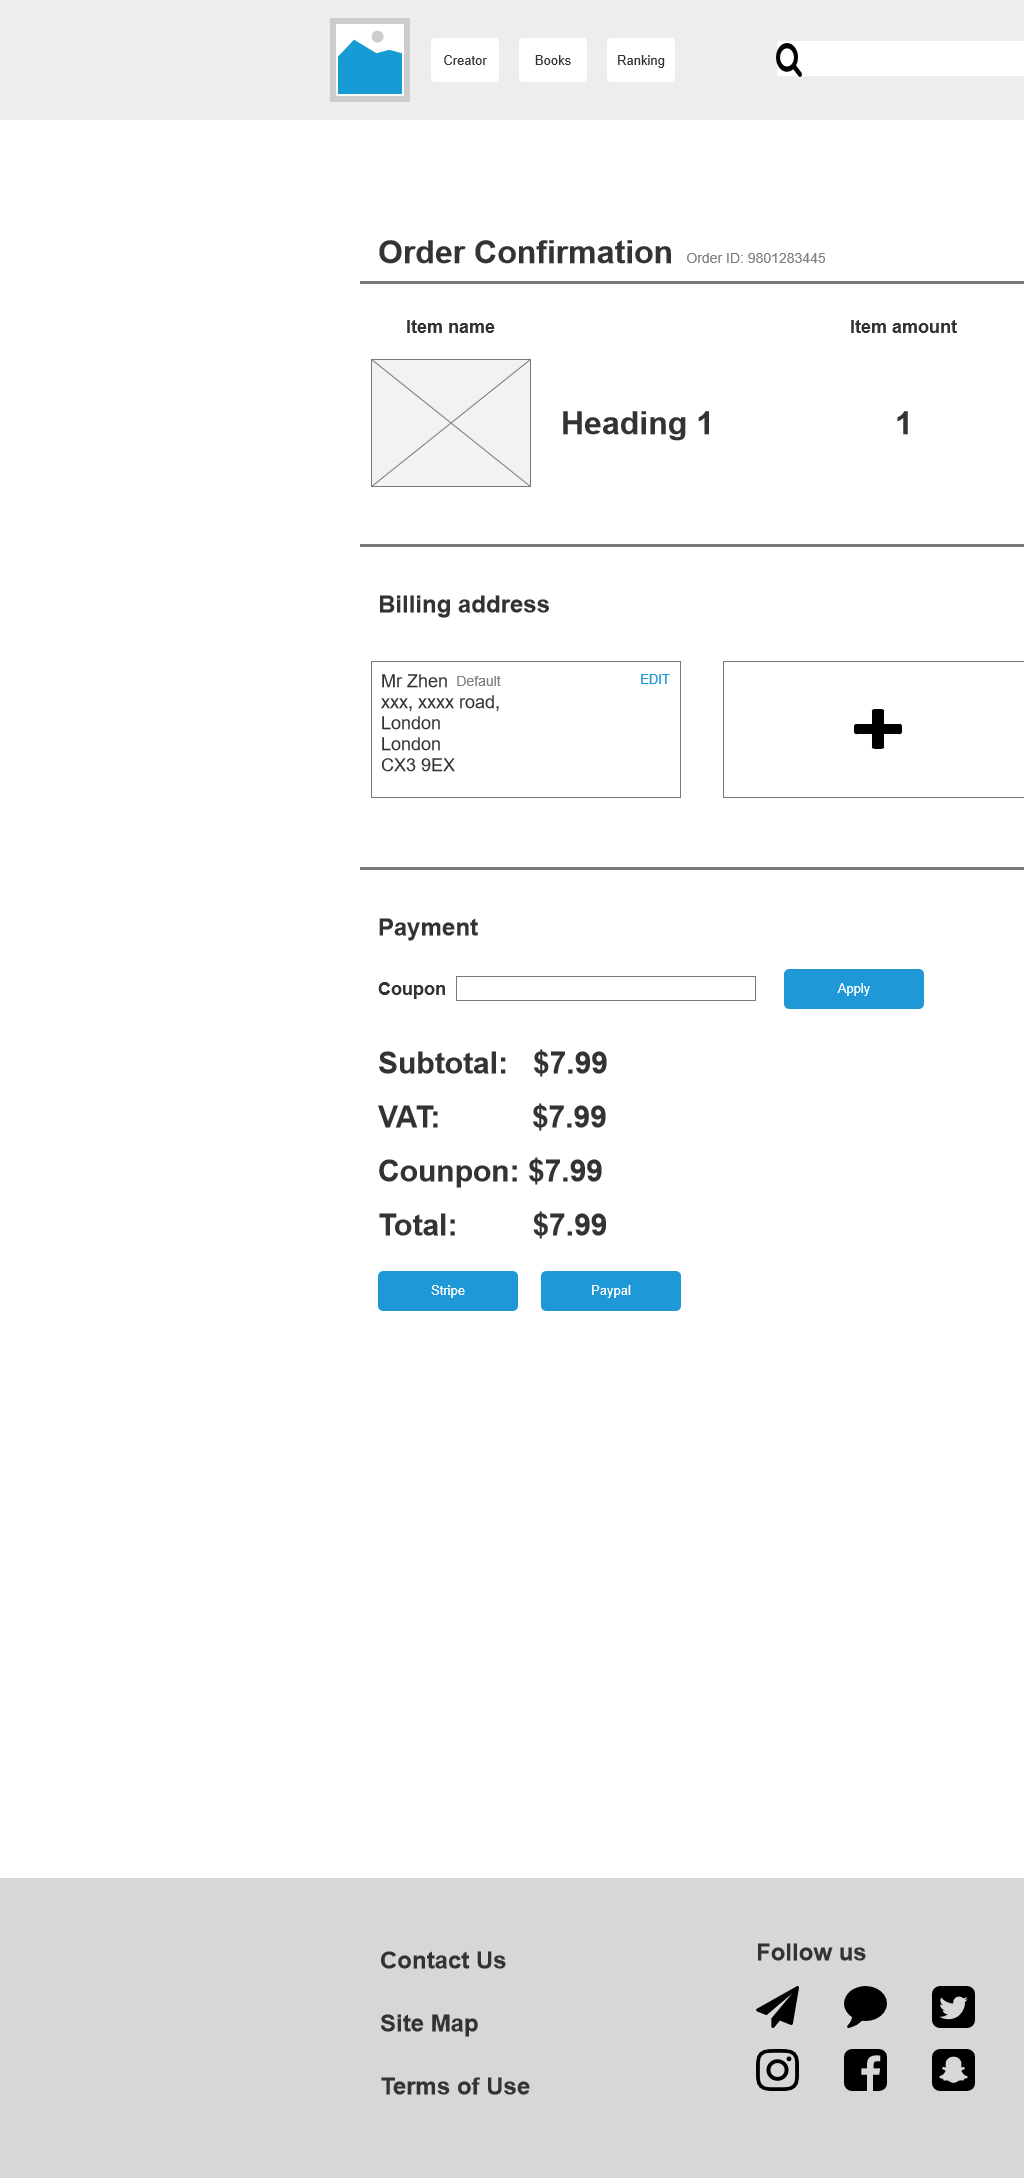 Creator
Books
Ranking
Order Confirmation
Order ID: 9801283445
Item name
Item amount
Heading 1
1
Billing address
Mr Zhen Default
EDIT
xxx, xxxx road,
London
London
CX3 9EX
Payment
Coupon
Apply
Subtotal: $7.99
VAT: $7.99
Counpon: $7.99
Total: $7.99
Stripe
Paypal
Contact Us
Follow us
Site Map
Terms of Use